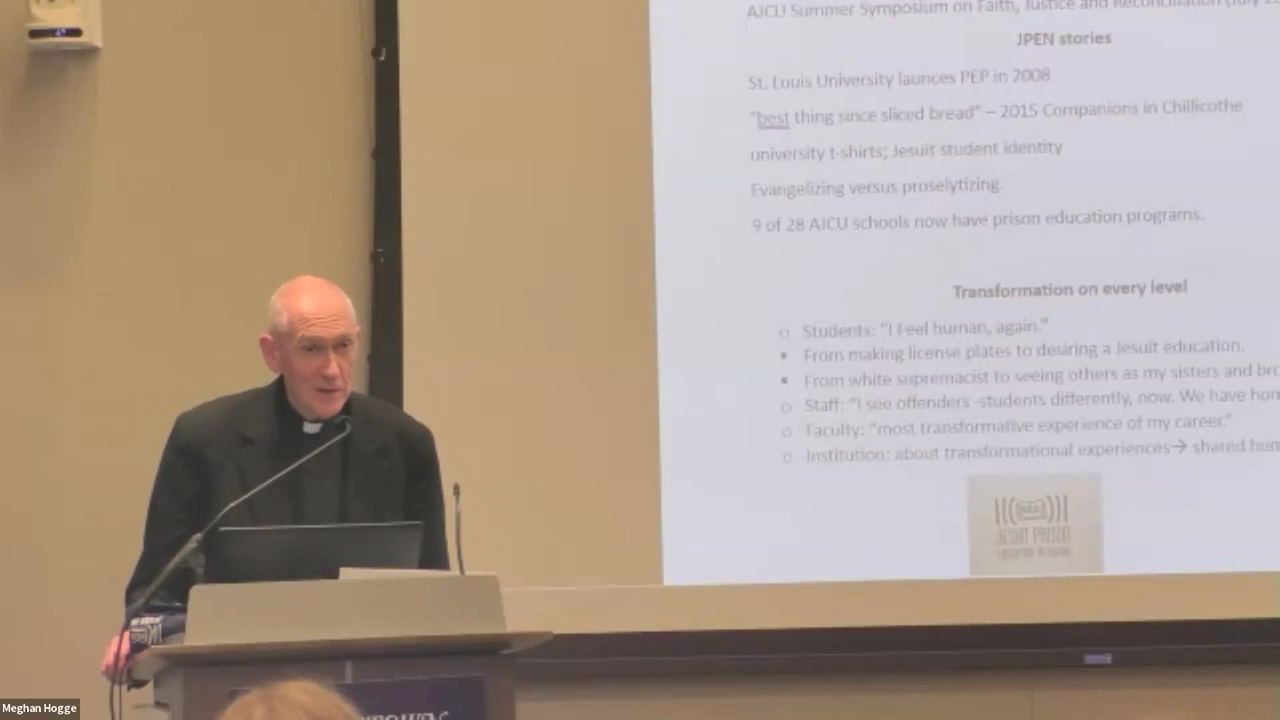 AJCU Summer Symposium on Faith, Justice and Reconciliation (July
JPEN stories
St. Louis University launces PEP in 2008
"best thing since sliced bread" – 2015 Companions in Chillicothe
university t-shirts; Jesuit student identity
Evangelizing versus proselytizing.
9 of 28 AJCU schools now have prison education programs.
Transformation on every level
Students: "I Feel human, again."
From making license plates to desiring a Jesuit education.
From white supremacist to seeing others as my sisters and
Staff: "I see offenders -students differently, now. We have
Faculty: "most transformative experience of my career."
Institution: about transformational experiences→ shared
JESUIT PRISON
Meghan Hogge